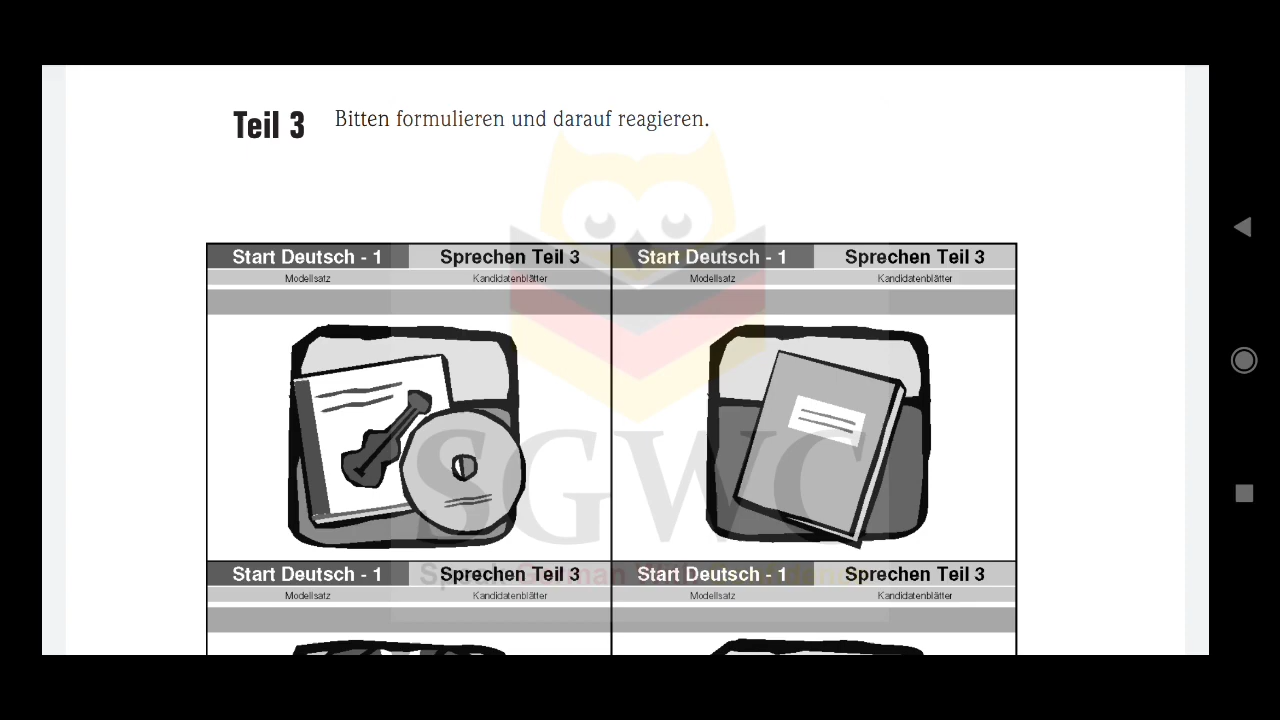 Teil 3 Bitten formulieren und darauf reagieren.
Start Deutsch - 1 Sprechen Teil 3 Start Deutsch - 1 Sprechen Teil 3
Modellsatz Kandidatenblätter Modellsatz Kandidatenblätter
SGWC
Start Deutsch - 1 Sprechen Teil 3 Start Deutsch - 1 Sprechen Teil 3
Modellsatz Kandidatenblätter Modellsatz Kandidatenblätter